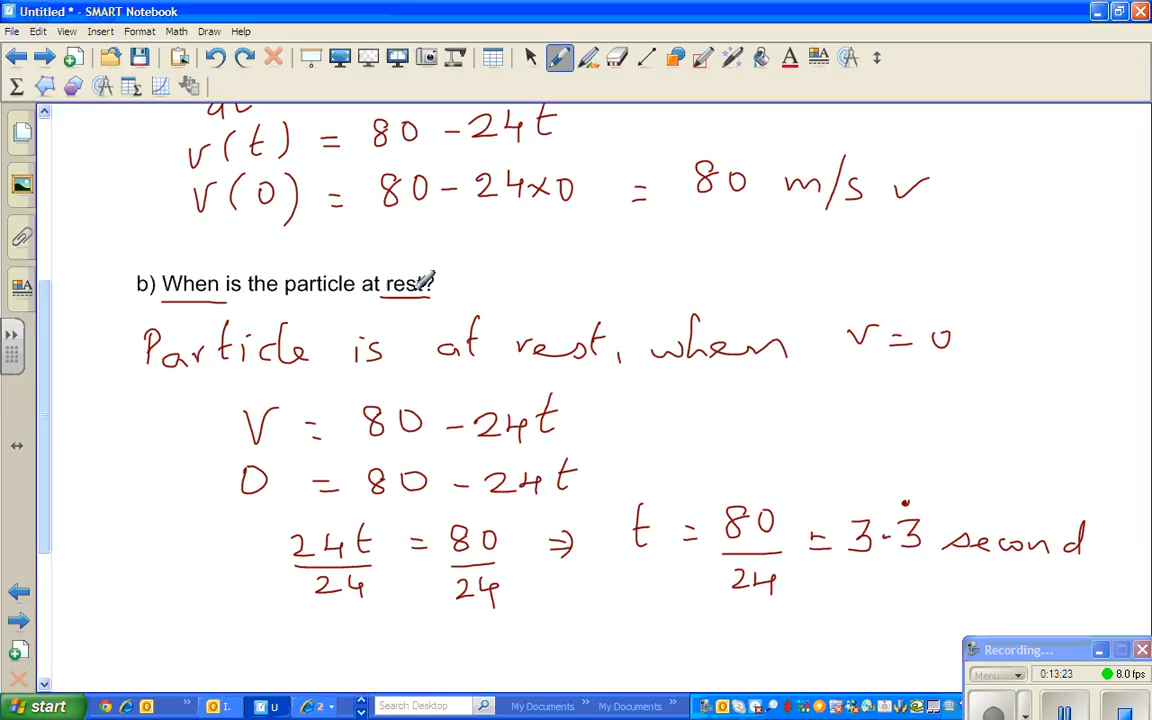 Untitled * - SMART Notebook
File Edit View Insert Format Math Draw Help
v(t) = 80 - 24t
v(0) = 80 - 24×0 = 80 m/s
b) When is the particle at rest?
Particle is at rest, when v = 0
V = 80 - 24t
0 = 80 - 24t
24t/24 = 80/24 ⇒ t = 80/24 = 3·3̇ second
Recording...
Menu 0:13:23 8.0 fps
start I. U 2 Search Desktop My Documents » My Documents »